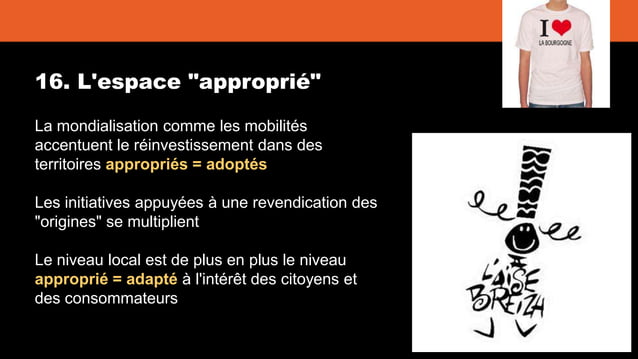 I ❤
LA BOURGOGNE
16. L'espace "approprié"
La mondialisation comme les mobilités
accentuent le réinvestissement dans des
territoires appropriés = adoptés
Les initiatives appuyées à une revendication des
"origines" se multiplient
Le niveau local est de plus en plus le niveau
approprié = adapté à l'intérêt des citoyens et
des consommateurs
À
L'AISE
BREIZH